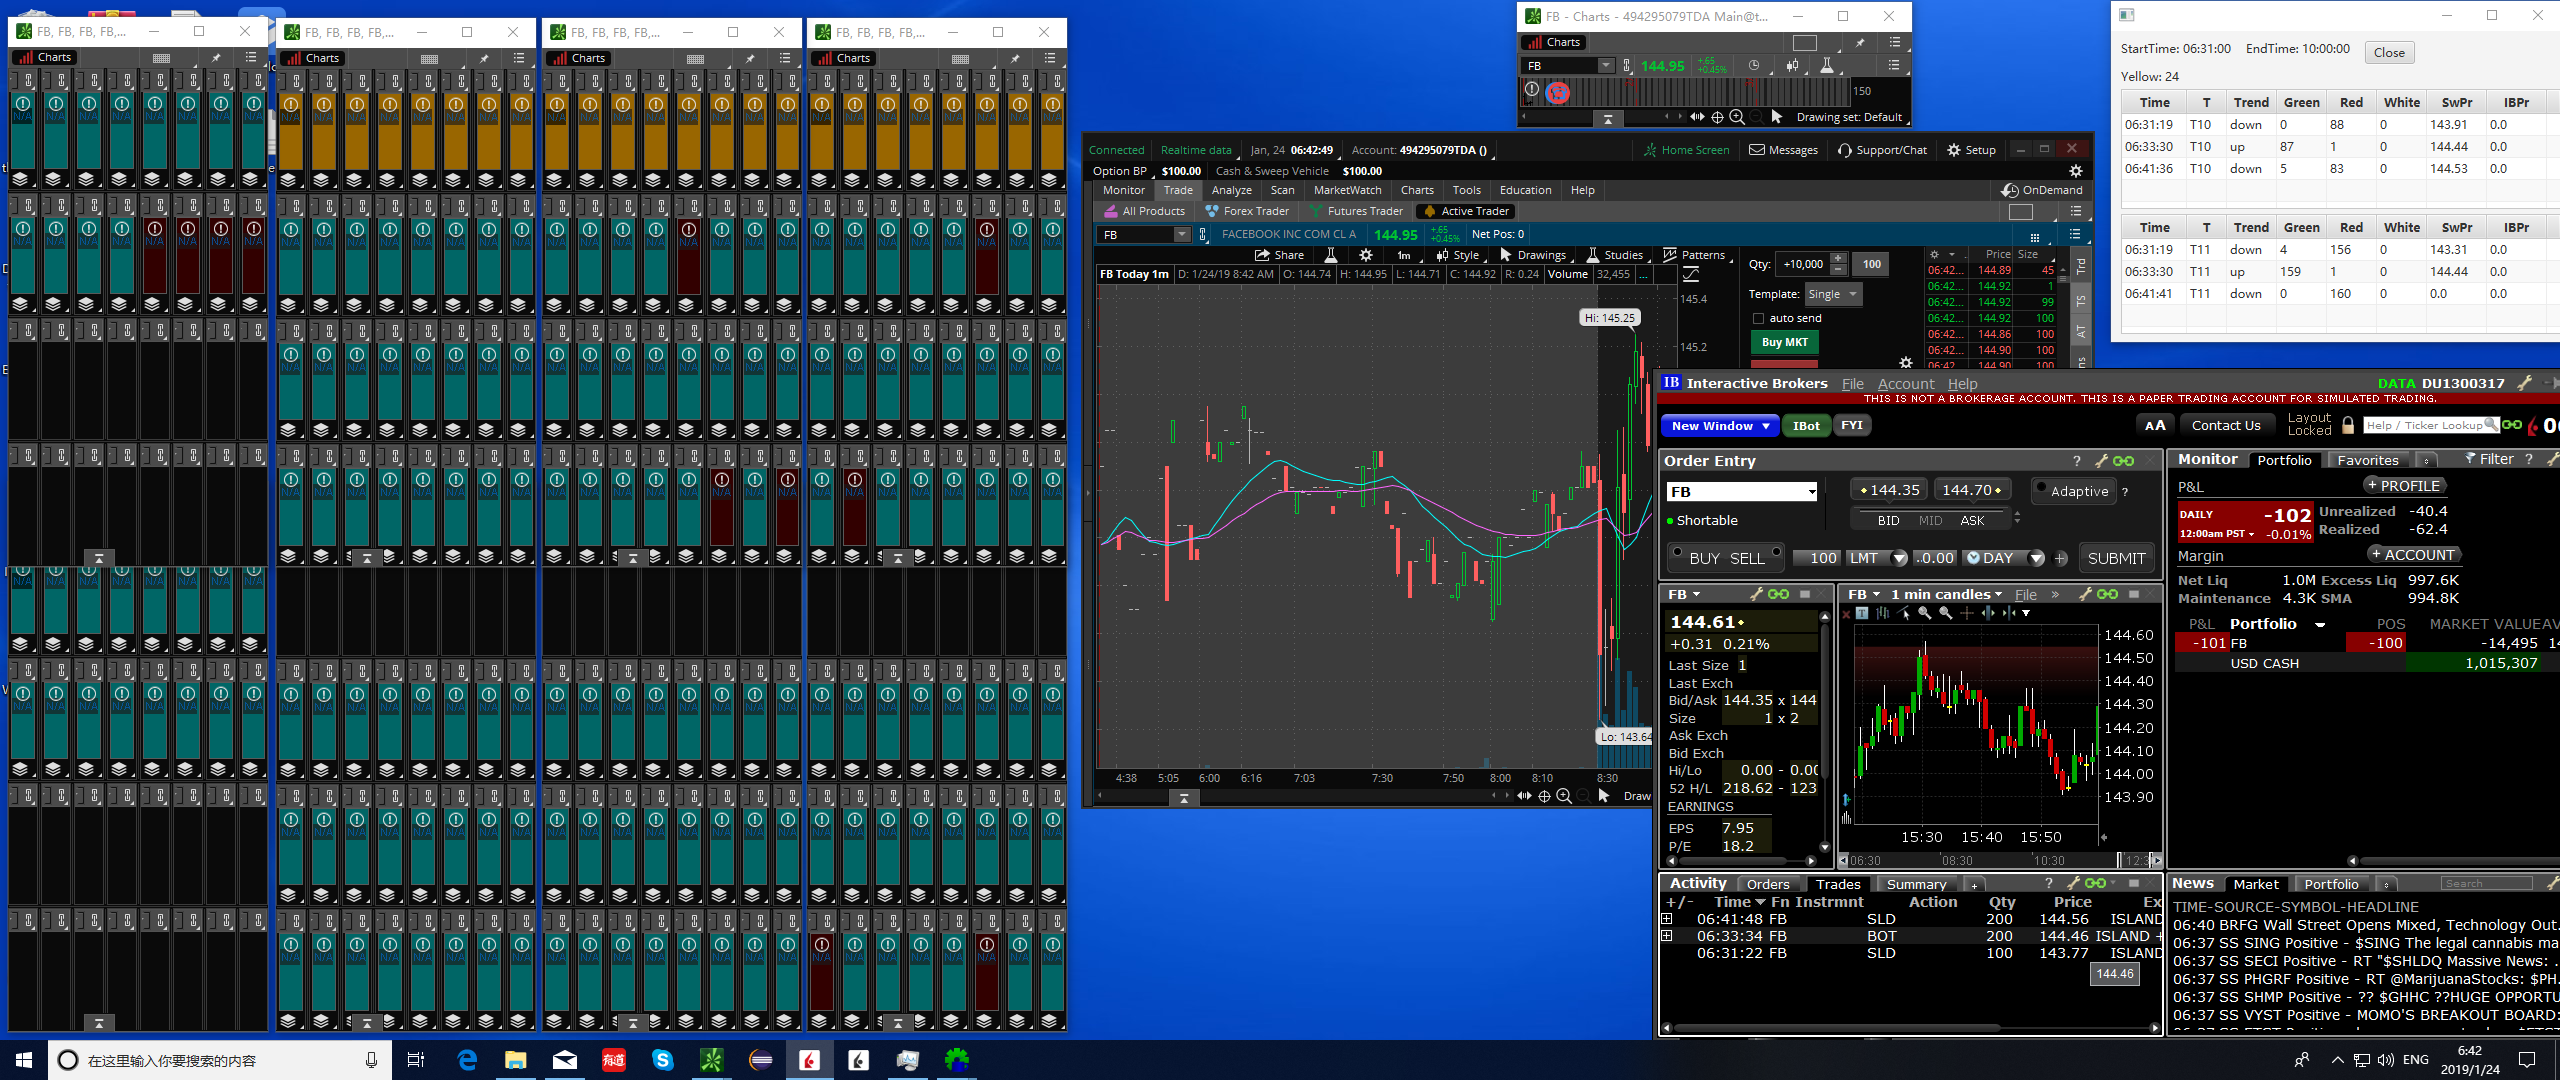 FB, FB, FB, FB,...
Charts
FB, FB, FB, FB,...
Charts
FB, FB, FB, FB,...
Charts
FB, FB, FB, FB,...
Charts
FB - Charts - 494295079TDA Main@t...
Charts
FB 144.95 +.65 +0.45%
150
Drawing set: Default
Connected Realtime data Jan, 24 06:42:49 Account: 494295079TDA () Home Screen Messages Support/Chat Setup
Option BP $100.00 Cash & Sweep Vehicle $100.00
Monitor Trade Analyze Scan MarketWatch Charts Tools Education Help OnDemand
All Products Forex Trader Futures Trader Active Trader
FB FACEBOOK INC COM CL A 144.95 +.65 +0.45% Net Pos: 0
Share 1m Style Drawings Studies Patterns
FB Today 1m D: 1/24/19 8:42 AM O: 144.74 H: 144.95 L: 144.71 C: 144.92 R: 0.24 Volume 32,455 ...
Hi: 145.25
145.4
145.2
Lo: 143.64
4:38 5:05 6:00 6:16 7:03 7:30 7:50 8:00 8:10 8:30
Draw
Qty: +10,000 100
Template: Single
auto send
Buy MKT
Price Size
06:42... 144.89 45
06:42... 144.92 1
06:42... 144.92 99
06:42... 144.92 100
06:42... 144.86 100
06:42... 144.90 100
06:42... 144.90 100
Trd
TS
AT
StartTime: 06:31:00 EndTime: 10:00:00 Close
Yellow: 24
Time T Trend Green Red White SwPr IBPr
06:31:19 T10 down 0 88 0 143.91 0.0
06:33:30 T10 up 87 1 0 144.44 0.0
06:41:36 T10 down 5 83 0 144.53 0.0
Time T Trend Green Red White SwPr IBPr
06:31:19 T11 down 4 156 0 143.31 0.0
06:33:30 T11 up 159 1 0 144.44 0.0
06:41:41 T11 down 0 160 0 0.0 0.0
IB Interactive Brokers File Account Help DATA DU1300317
THIS IS NOT A BROKERAGE ACCOUNT. THIS IS A PAPER TRADING ACCOUNT FOR SIMULATED TRADING.
New Window IBot FYI AA Contact Us Layout Locked Help / Ticker Lookup
Order Entry ?
FB 144.35 144.70 Adaptive ?
Shortable BID MID ASK
BUY SELL 100 LMT ..0.00 DAY + SUBMIT
FB
144.61
+0.31 0.21%
Last Size 1
Last Exch
Bid/Ask 144.35 x 144
Size 1 x 2
Ask Exch
Bid Exch
Hi/Lo 0.00 - 0.00
52 H/L 218.62 - 123
EARNINGS
EPS 7.95
P/E 18.2
FB 1 min candles File »
144.60
144.50
144.40
144.30
144.20
144.10
144.00
143.90
15:30 15:40 15:50
06:30 08:30 10:30 12:3
Monitor Portfolio Favorites Filter ?
P&L + PROFILE
DAILY -102 Unrealized -40.4
12:00am PST -0.01% Realized -62.4
Margin + ACCOUNT
Net Liq 1.0M Excess Liq 997.6K
Maintenance 4.3K SMA 994.8K
P&L Portfolio POS MARKET VALUE AV
-101 FB -100 -14,495 14
USD CASH 1,015,307
Activity Orders Trades Summary + ?
+/- Time Fn Instrmnt Action Qty Price Ex
06:41:48 FB SLD 200 144.56 ISLAND
06:33:34 FB BOT 200 144.46 ISLAND +
06:31:22 FB SLD 100 143.77 ISLAND
144.46
News Market Portfolio Search
TIME-SOURCE-SYMBOL-HEADLINE
06:40 BRFG Wall Street Opens Mixed, Technology Out.
06:37 SS SING Positive - $SING The legal cannabis ma
06:37 SS SECI Positive - RT "$SHLDQ Massive News: ..
06:37 SS PHGRF Positive - RT @MarijuanaStocks: $PH.
06:37 SS SHMP Positive - ?? $GHHC ??HUGE OPPORTU
06:37 SS VYST Positive - MOMO'S BREAKOUT BOARD:
在这里输入你要搜索的内容
有道
ENG
6:42
2019/1/24